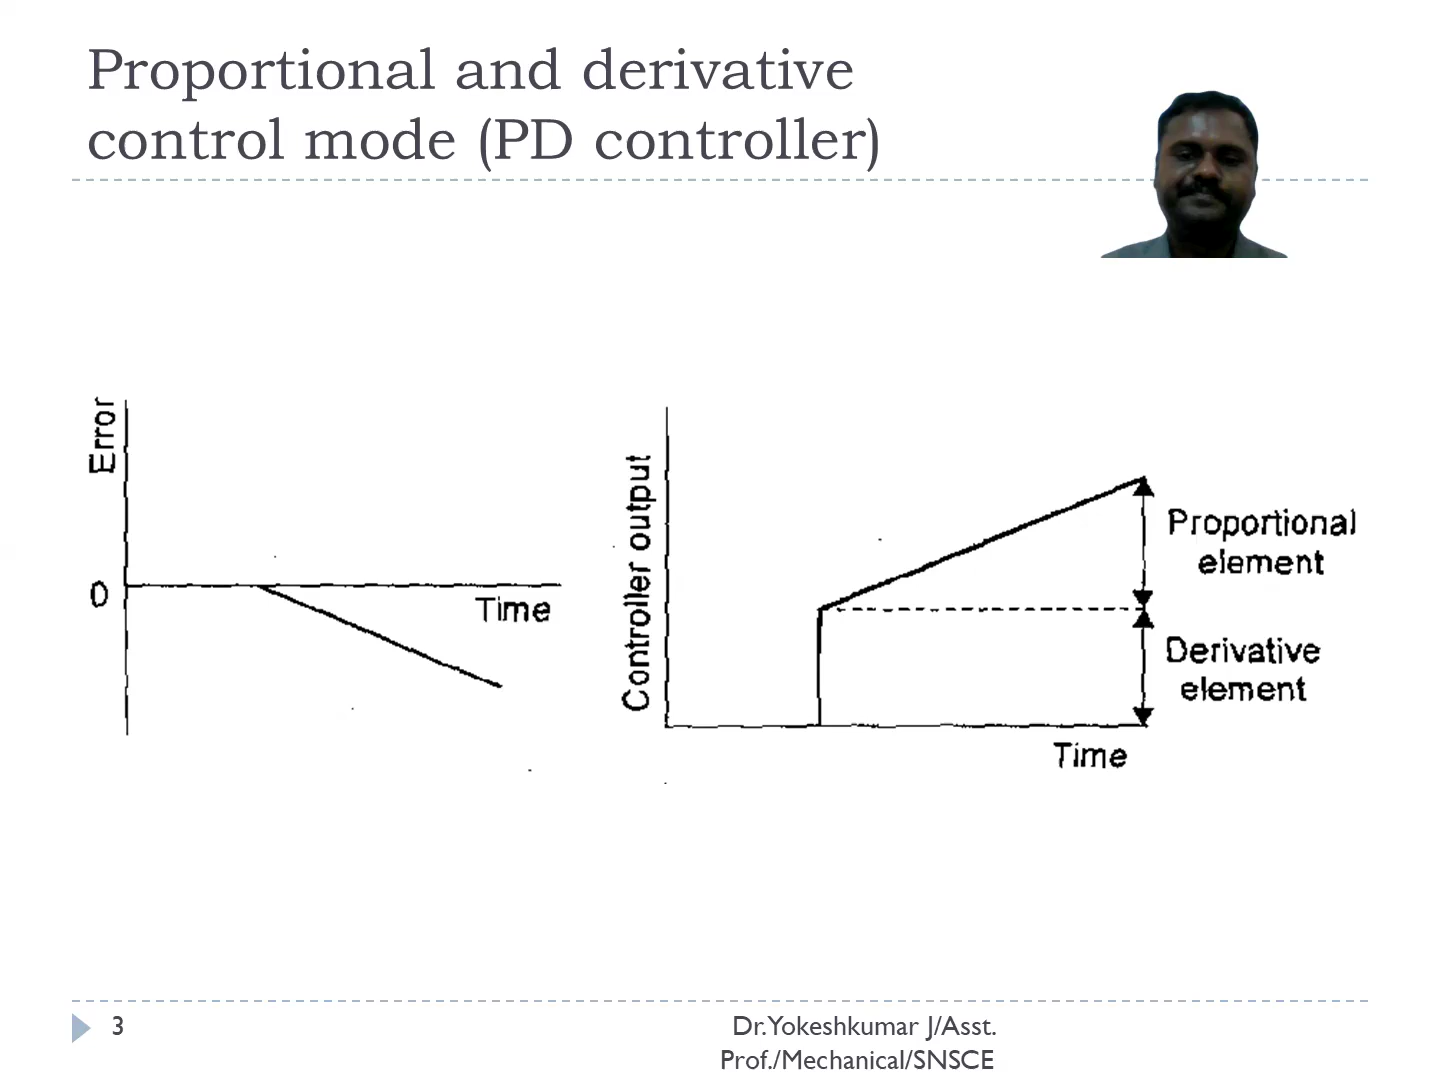 Proportional and derivative
control mode (PD controller)
Error
0
Time
Controller output
Proportional
element
Derivative
element
Time
3
Dr.Yokeshkumar J/Asst.
Prof./Mechanical/SNSCE